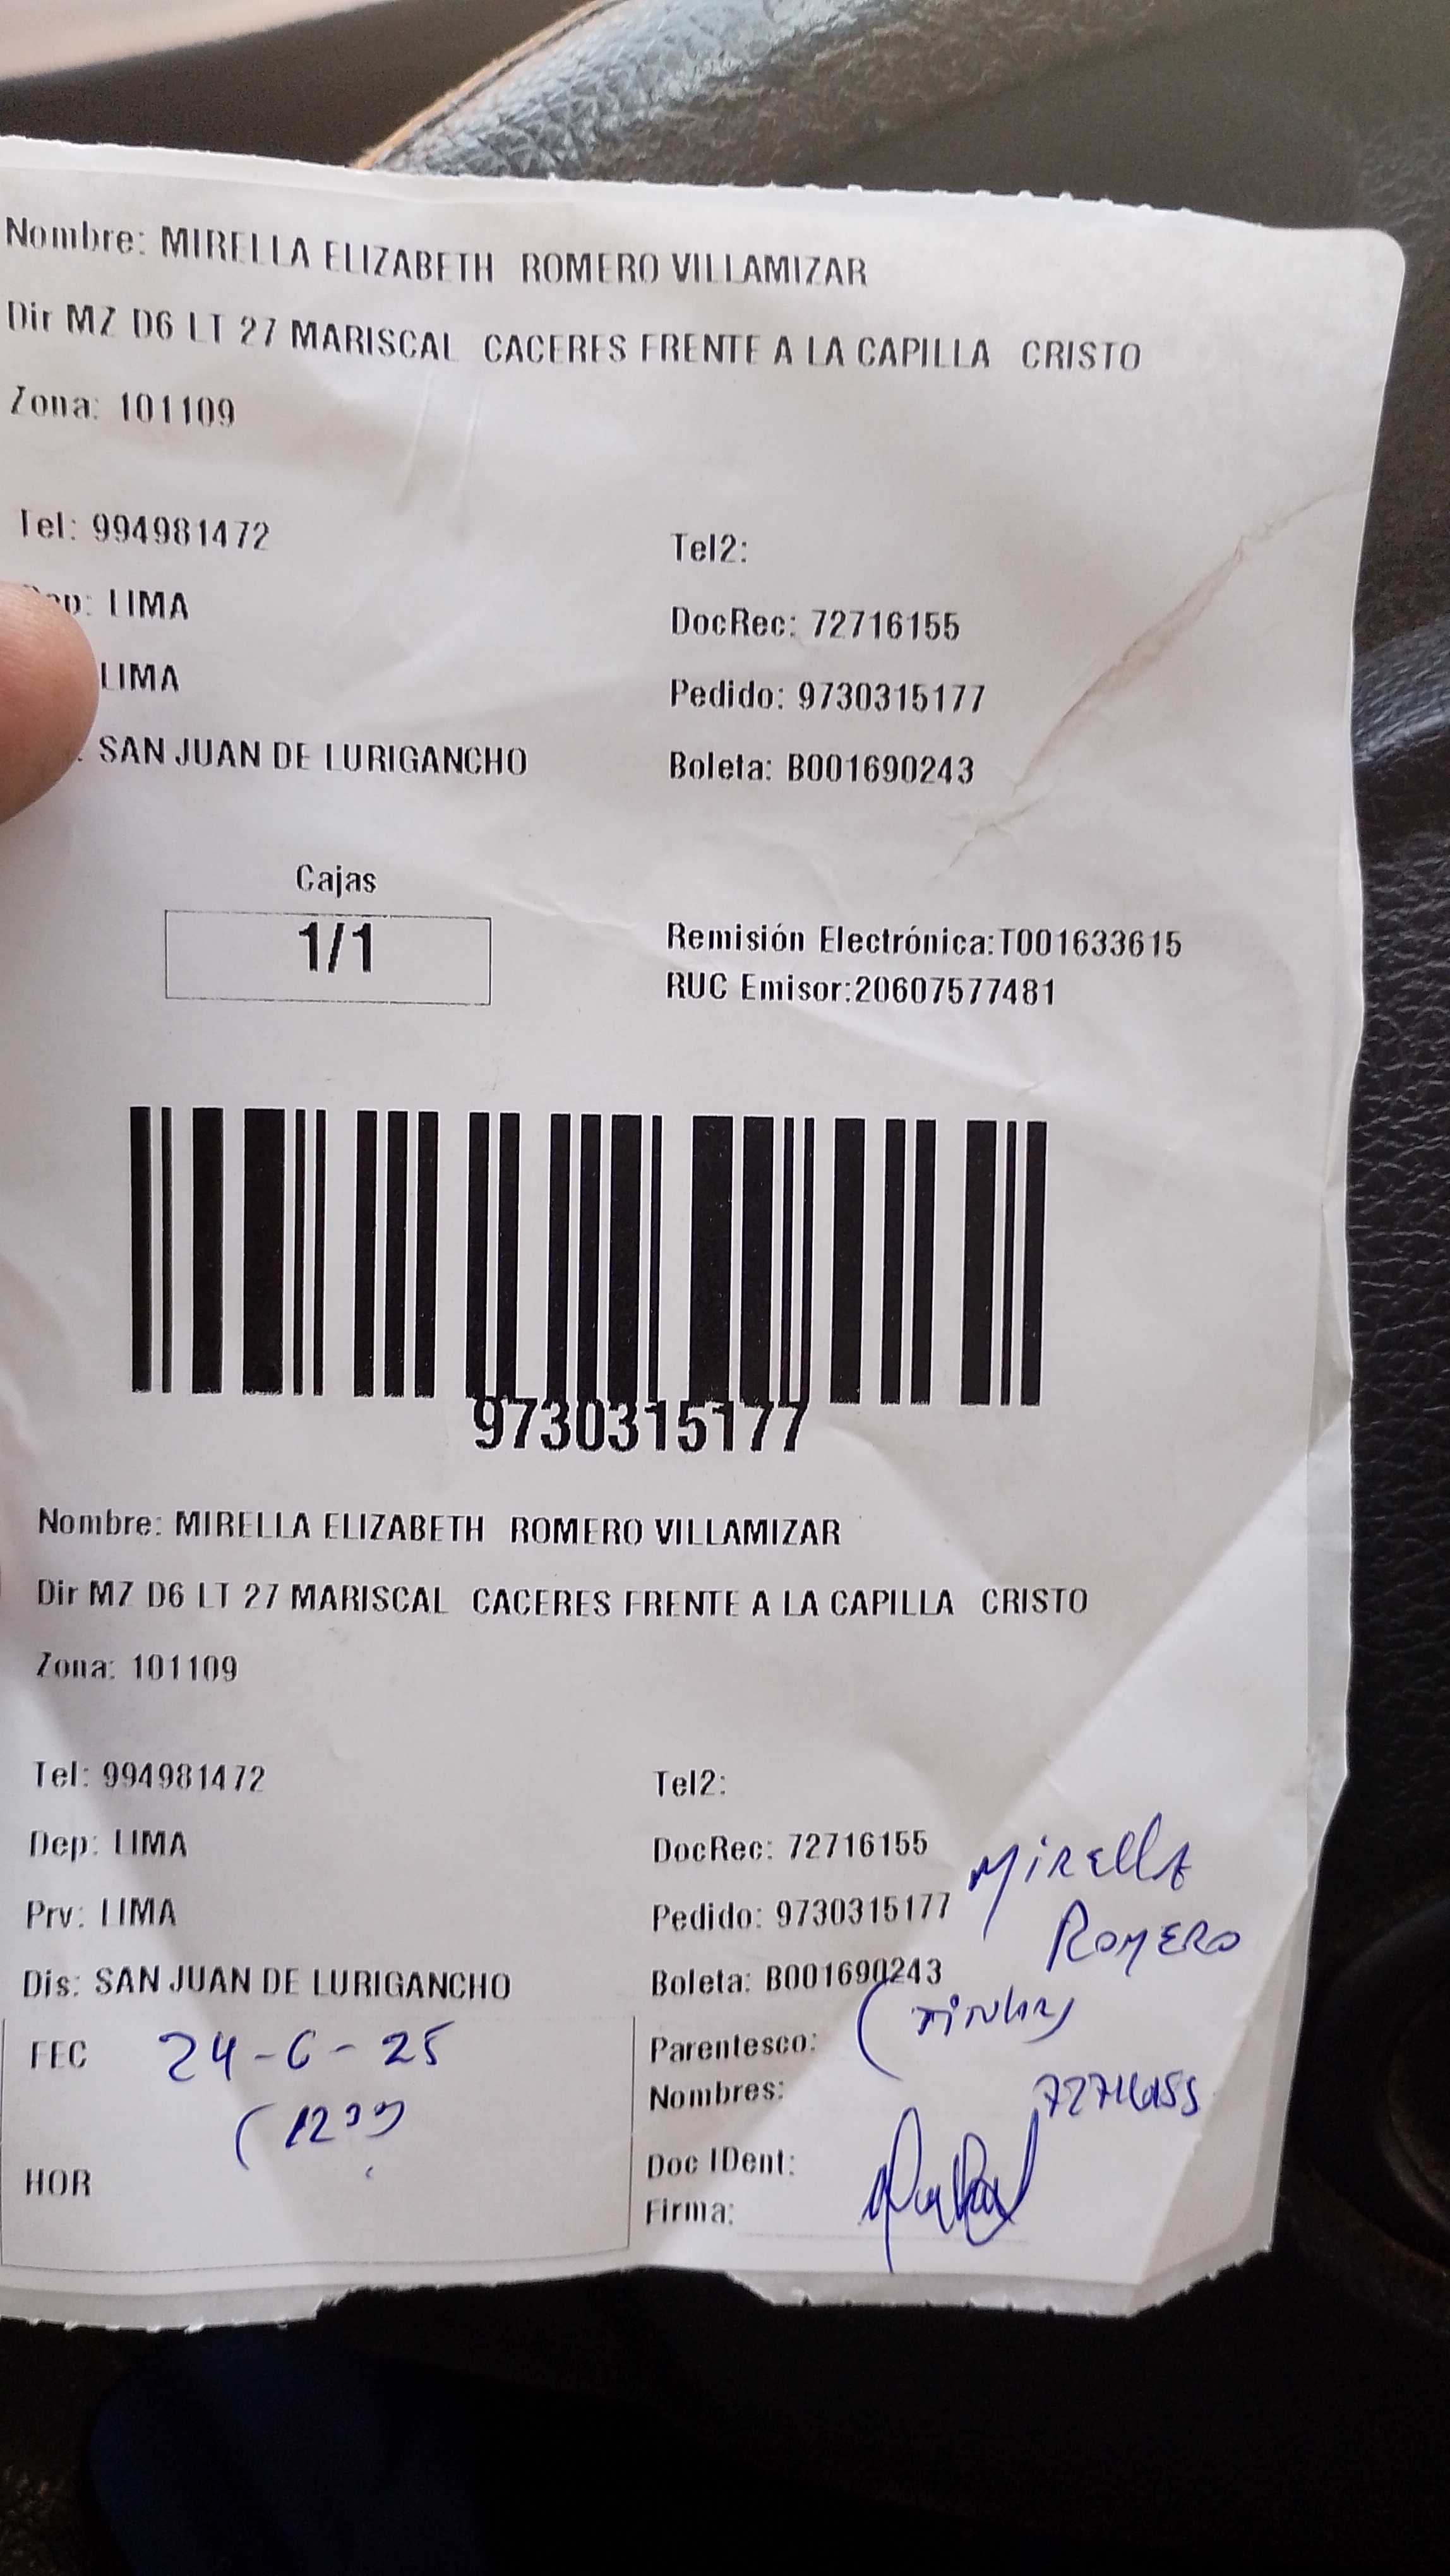 Nombre: MIRELLA ELIZABETH ROMERO VILLAMIZAR
Dir MZ D6 LT 27 MARISCAL CACERES FRENTE A LA CAPILLA CRISTO
Zona: 101109
Tel: 994981472 Tel2:
LIMA DocRec: 72716155
LIMA Pedido: 9730315177
SAN JUAN DE LURIGANCHO Boleta: B001690243
Cajas
1/1
Remisión Electrónica:T001633615
RUC Emisor:20607577481
9730315177
Nombre: MIRELLA ELIZABETH ROMERO VILLAMIZAR
Dir MZ D6 LT 27 MARISCAL CACERES FRENTE A LA CAPILLA CRISTO
Zona: 101109
Tel: 994981472 Tel2:
Dep: LIMA DocRec: 72716155
Prv: LIMA Pedido: 9730315177
Dis: SAN JUAN DE LURIGANCHO Boleta: B001690243
Mirella
Romero
(Titular)
72716155
FEC 24-6-25
HOR
Parentesco:
Nombres:
Doc IDent:
Firma: